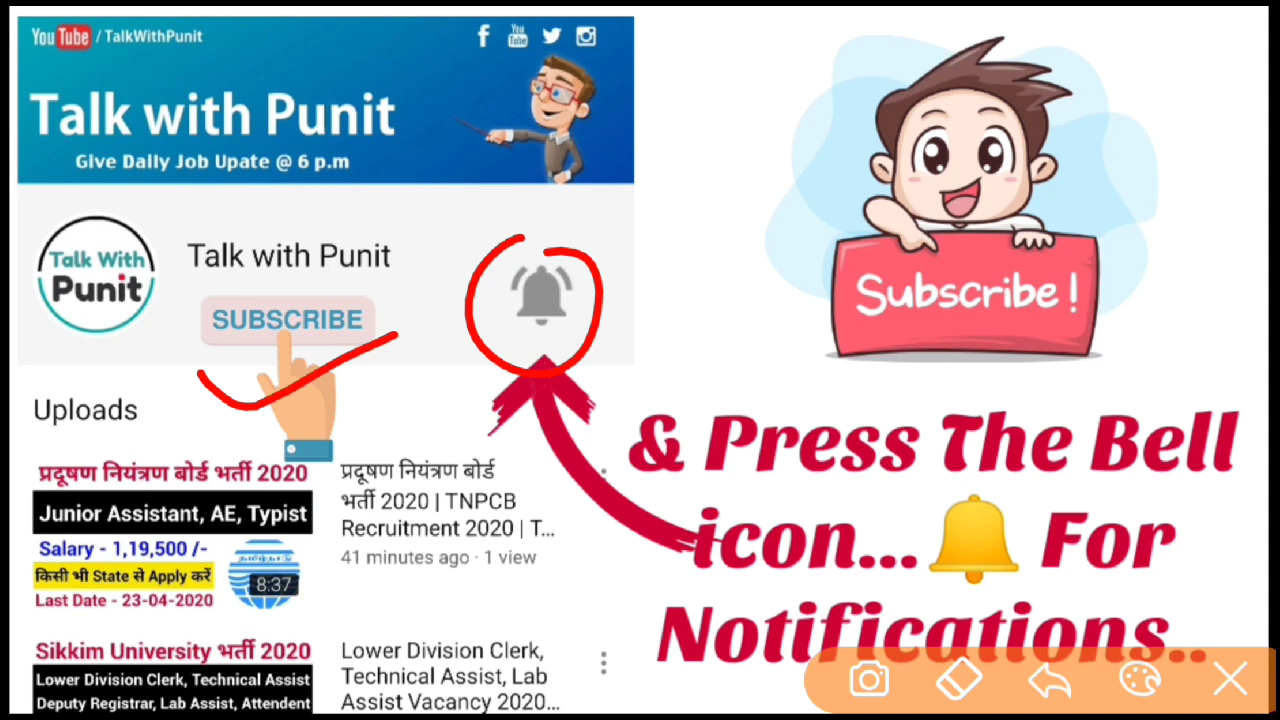 YouTube / TalkWithPunit
You Tube
Talk with Punit
Give Daily Job Upate @ 6 p.m
Talk With
Punit
Talk with Punit
SUBSCRIBE
Uploads
प्रदूषण नियंत्रण बोर्ड भर्ती 2020
Junior Assistant, AE, Typist
Salary - 1,19,500 /-
किसी भी State से Apply करें
Last Date - 23-04-2020
8:37
प्रदूषण नियंत्रण बोर्ड
भर्ती 2020 | TNPCB
Recruitment 2020 | T...
41 minutes ago · 1 view
Sikkim University भर्ती 2020
Lower Division Clerk, Technical Assist
Deputy Registrar, Lab Assist, Attendent
Lower Division Clerk,
Technical Assist, Lab
Assist Vacancy 2020...
Subscribe!
& Press The Bell
icon...🔔 For
Notifications..